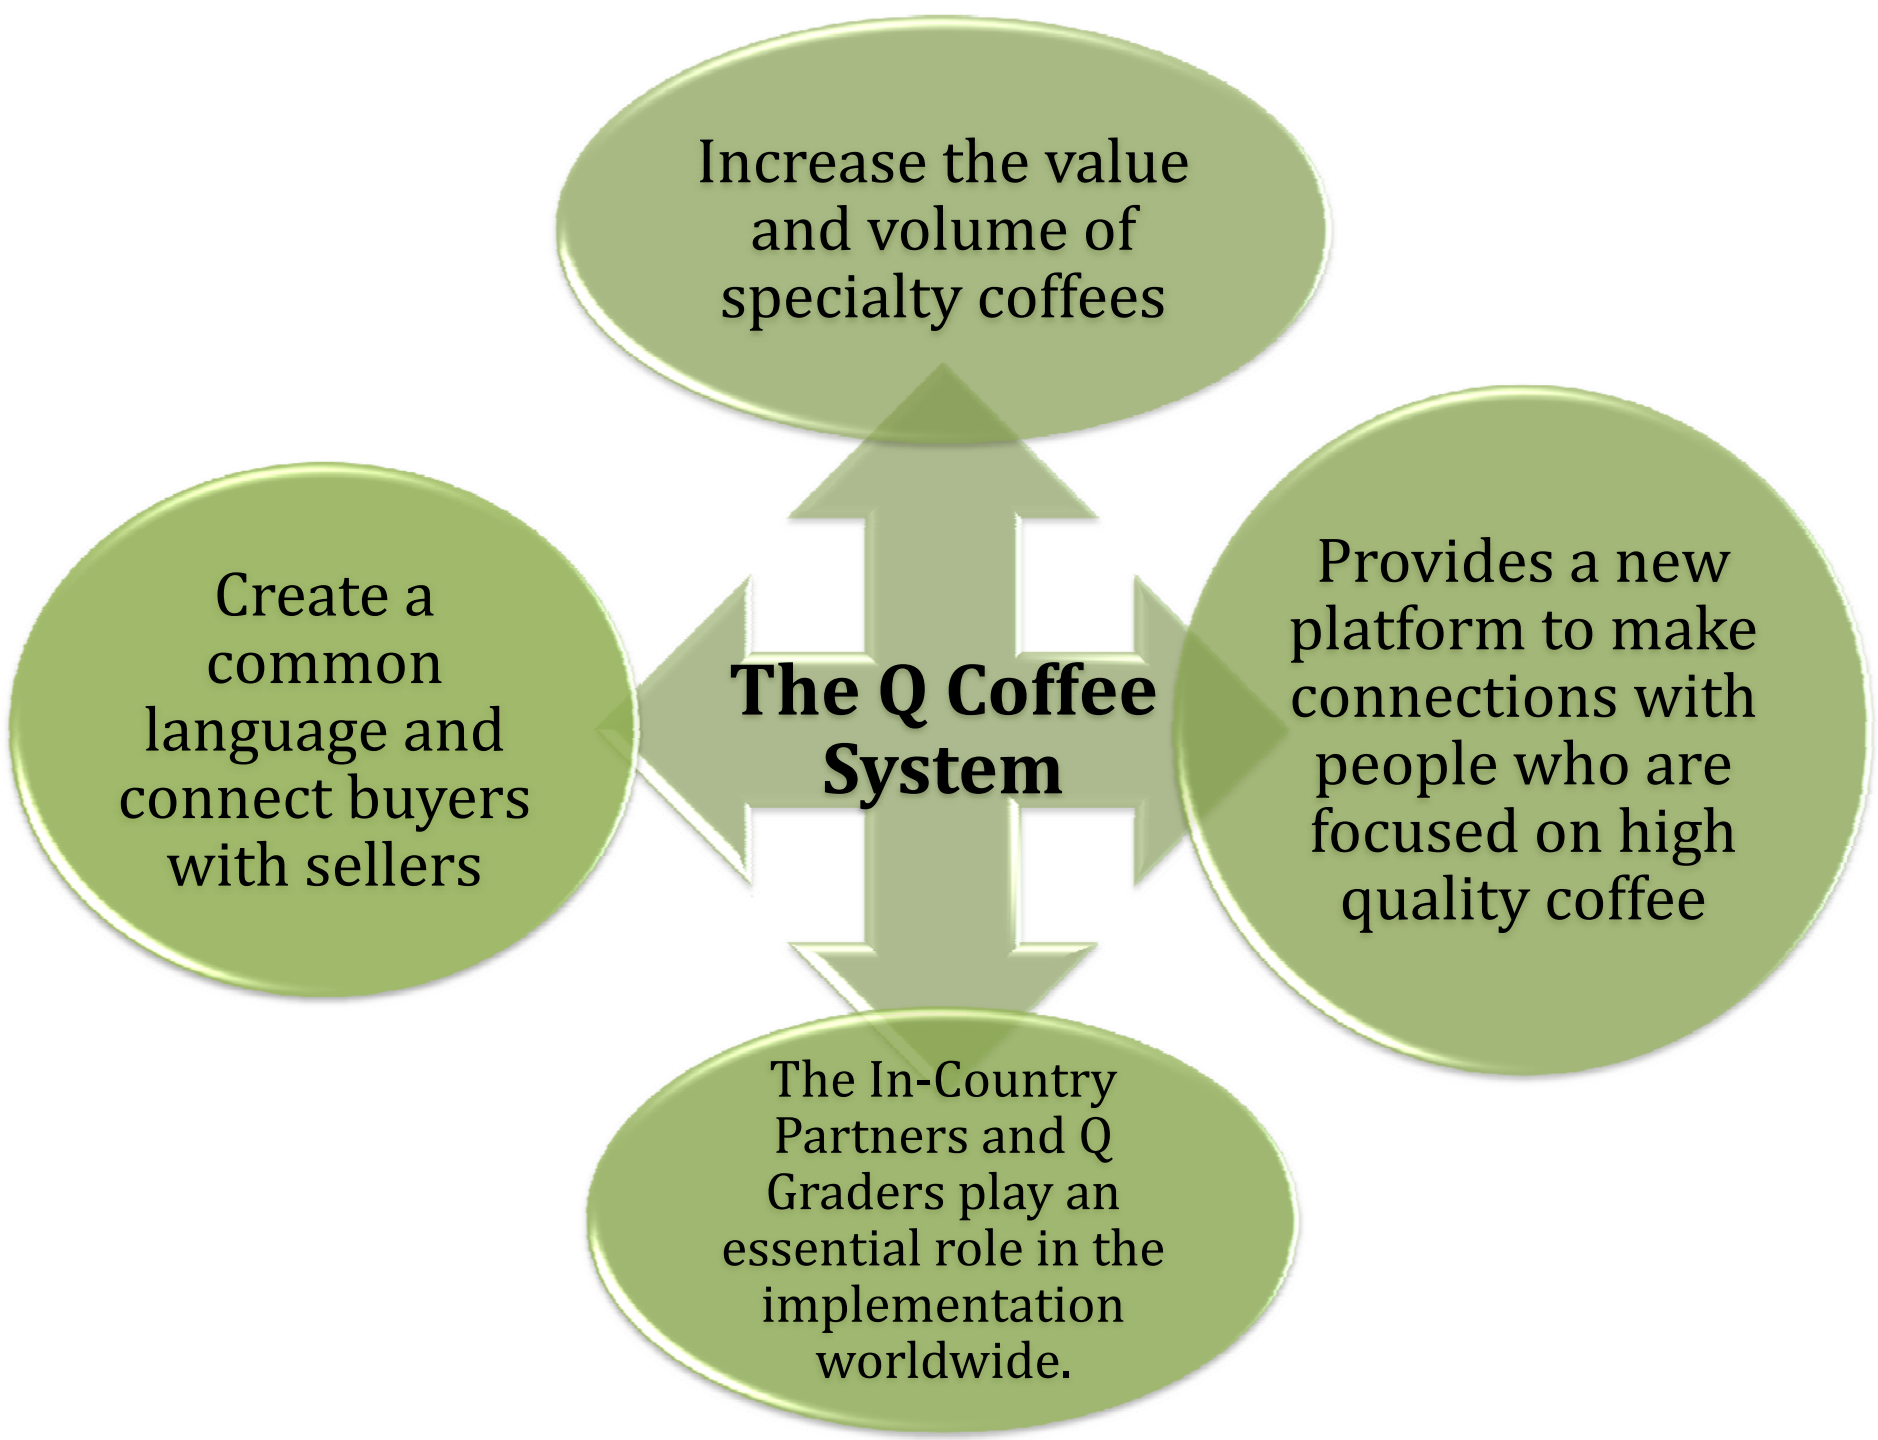 Increase the value
and volume of
specialty coffees
Provides a new
platform to make
connections with
people who are
focused on high
quality coffee
The In-Country
Partners and Q
Graders play an
essential role in the
implementation
worldwide.
Create a
common
language and
connect buyers
with sellers
The Q Coffee
System